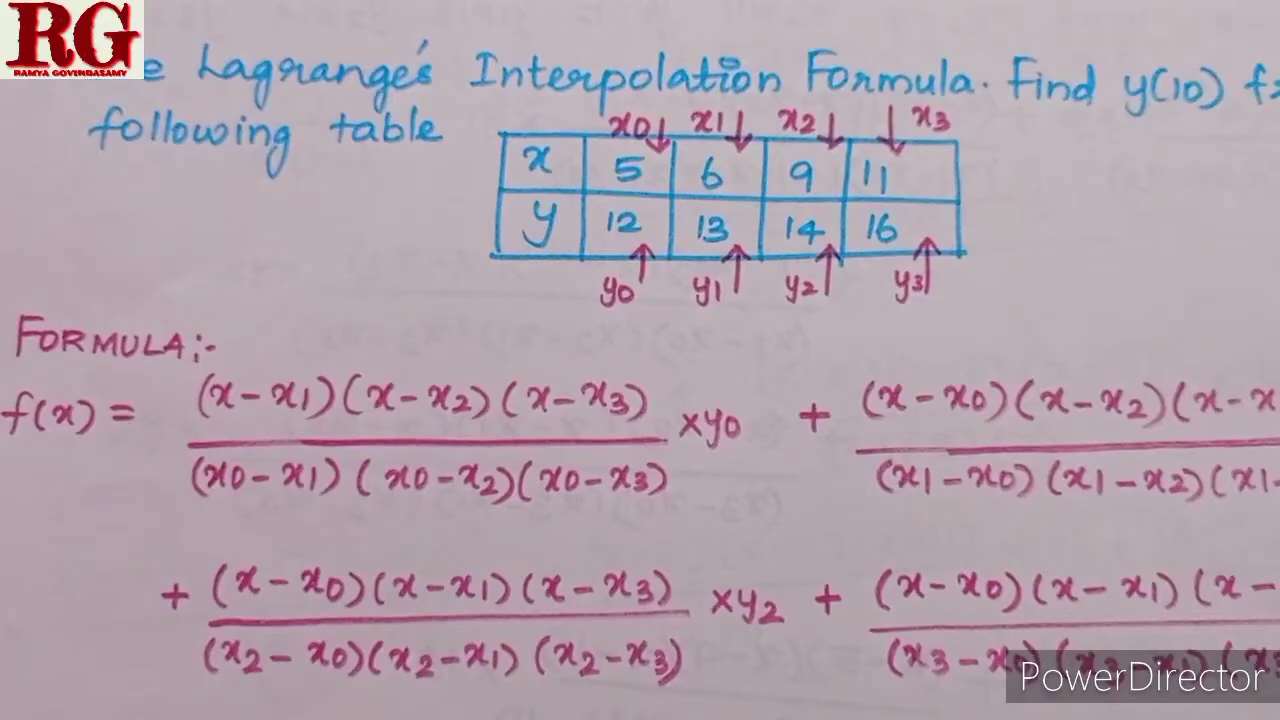 RG
RAMYA GOVINDASAMY
Lagrange's Interpolation Formula. Find y(10)
following table
x0 x1 x2 x3
x 5 6 9 11
y 12 13 14 16
y0 y1 y2 y3
FORMULA:-
f(x) = (x-x1)(x-x2)(x-x3) / (x0-x1)(x0-x2)(x0-x3) × y0 + (x-x0)(x-x2)(x-x / (x1-x0)(x1-x2)(x1-
+ (x-x0)(x-x1)(x-x3) / (x2-x0)(x2-x1)(x2-x3) × y2 + (x-x0)(x-x1)(x- / (x3-x0)(x3-x1)(x3
PowerDirector